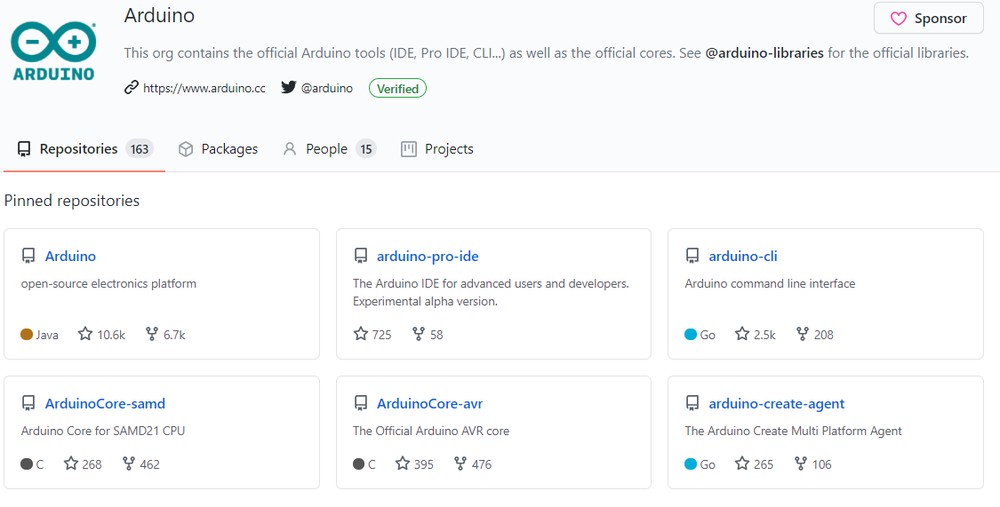 Arduino
Sponsor
This org contains the official Arduino tools (IDE, Pro IDE, CLI...) as well as the official cores. See @arduino-libraries for the official libraries.
ARDUINO
https://www.arduino.cc @arduino Verified
Repositories 163 Packages People 15 Projects
Pinned repositories
Arduino
open-source electronics platform
Java 10.6k 6.7k
arduino-pro-ide
The Arduino IDE for advanced users and developers.
Experimental alpha version.
725 58
arduino-cli
Arduino command line interface
Go 2.5k 208
ArduinoCore-samd
Arduino Core for SAMD21 CPU
C 268 462
ArduinoCore-avr
The Official Arduino AVR core
C 395 476
arduino-create-agent
The Arduino Create Multi Platform Agent
Go 265 106